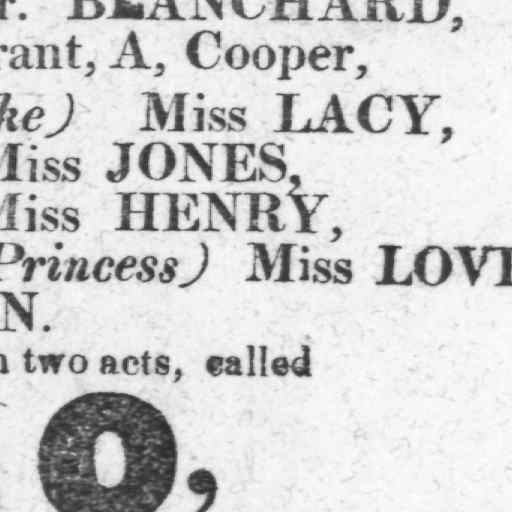 r. BLANCHARD,
rant, A, Cooper,
ke) Miss LACY,
Miss JONES,
Miss HENRY,
Princess) Miss LOVE
N.
n two acts, called
O,